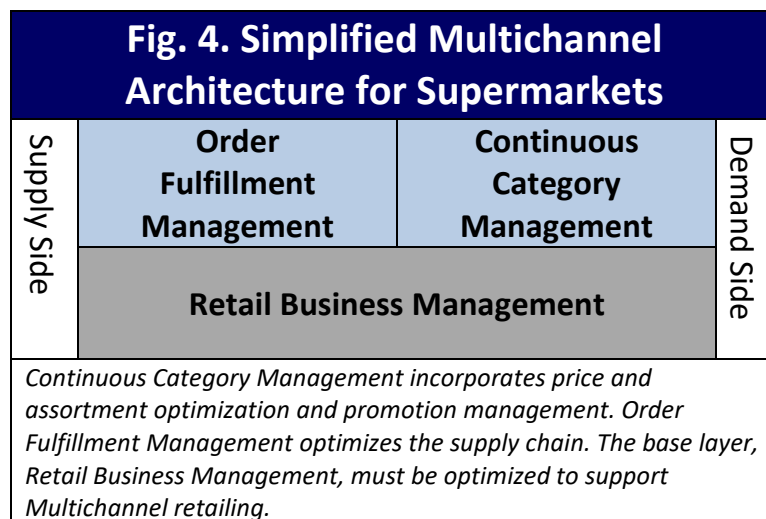 Fig. 4. Simplified Multichannel
Architecture for Supermarkets
Supply Side
Order
Fulfillment
Management
Continuous
Category
Management
Demand Side
Retail Business Management
Continuous Category Management incorporates price and
assortment optimization and promotion management. Order
Fulfillment Management optimizes the supply chain. The base layer,
Retail Business Management, must be optimized to support
Multichannel retailing.